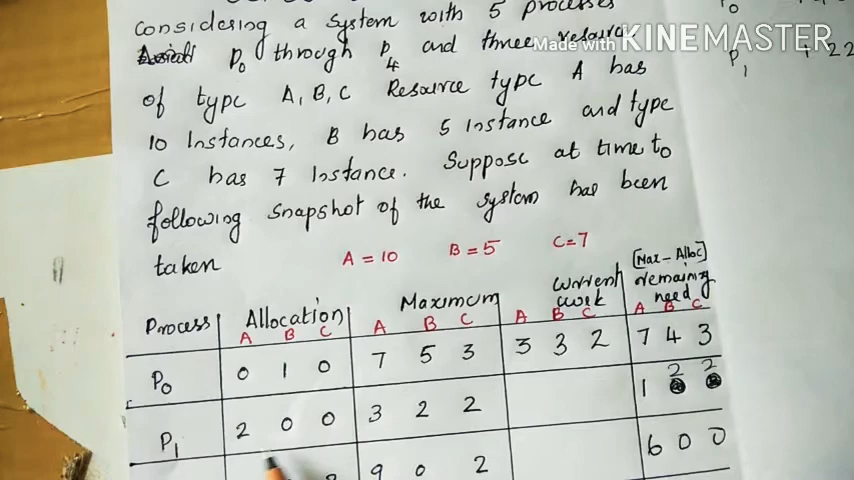 considering a system with 5 processes
P0 through P4 and three resource
of type A, B, C Resource type A has
10 Instances, B has 5 Instance and type
C has 7 Instance. Suppose at time to
following snapshot of the system has been
taken A = 10 B = 5 C = 7
Process Allocation Maximum current work [Max - Alloc] remaining need
A B C A B C A B C A B C
P0 0 1 0 7 5 3 3 3 2 7 4 3
P1 2 0 0 3 2 2 1 2 2
9 0 2 6 0 0
P1 1 22
Made with KINEMASTER